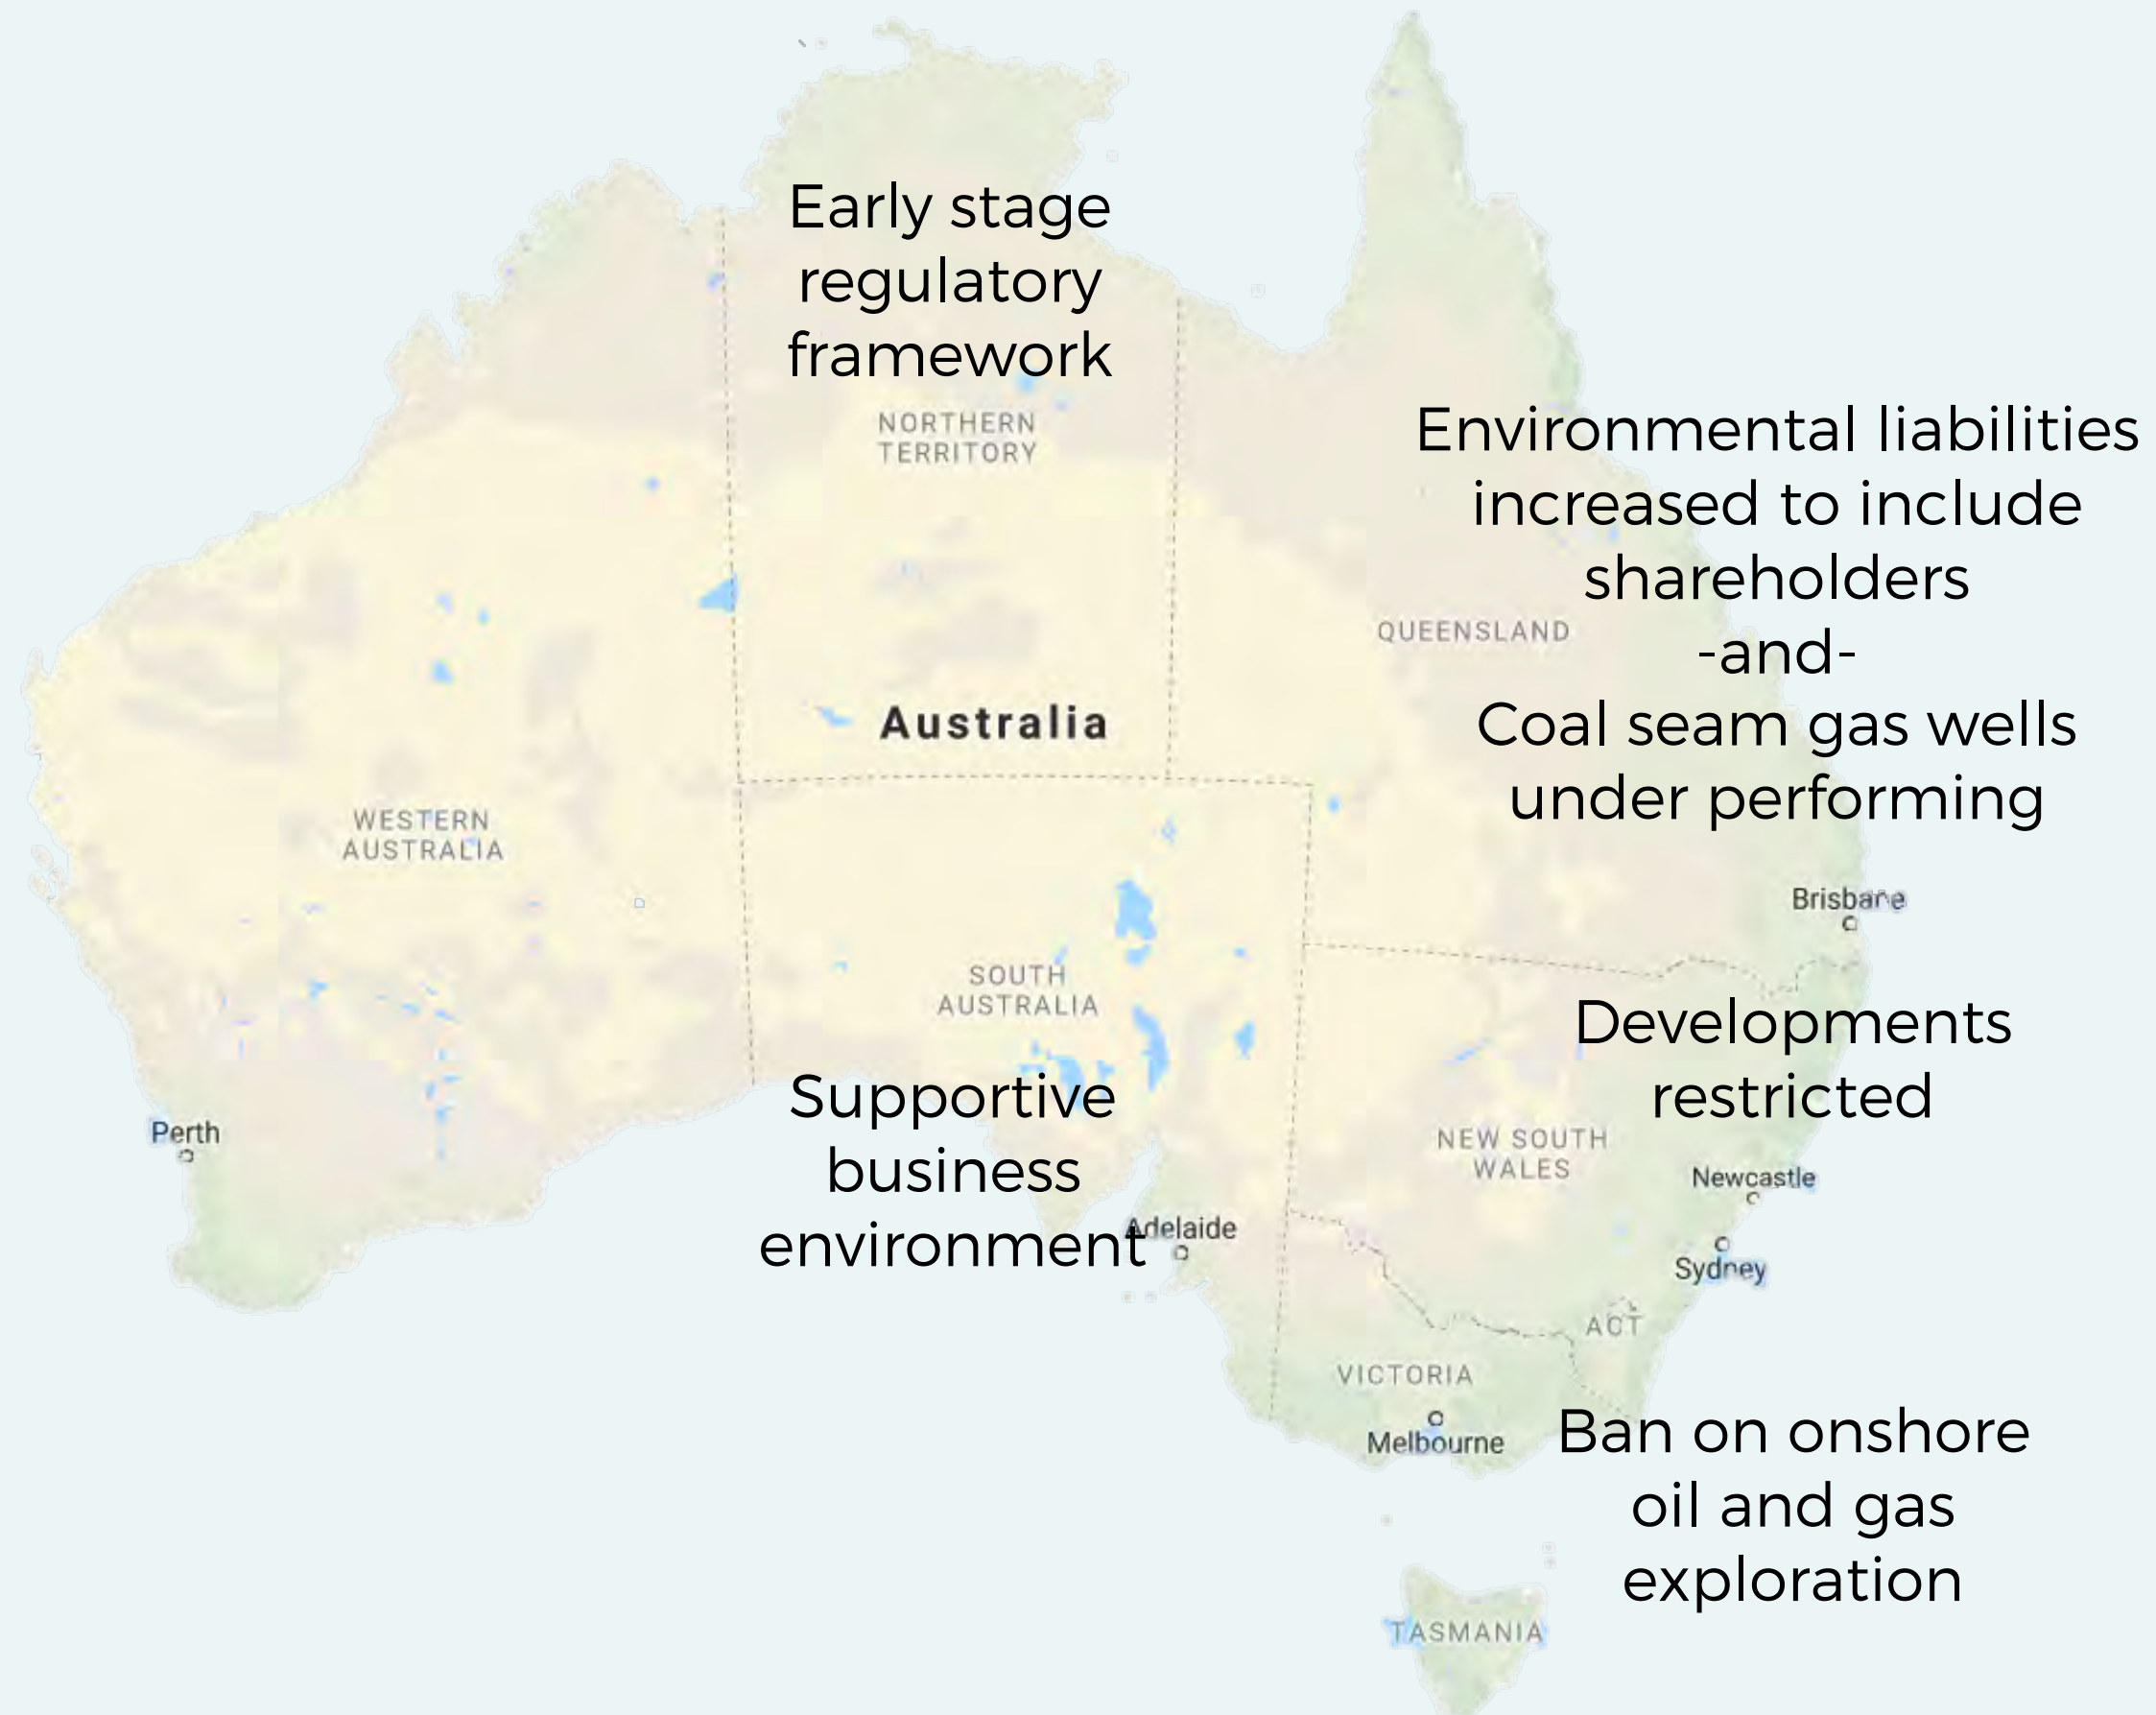 Early stage
regulatory
framework
NORTHERN
TERRITORY
Environmental liabilities
increased to include
shareholders
-and-
Coal seam gas wells
under performing
QUEENSLAND
Australia
WESTERN
AUSTRALIA
Brisbane
SOUTH
AUSTRALIA
Developments
restricted
Supportive
business
environment
Perth
NEW SOUTH
WALES
Newcastle
Adelaide
Sydney
ACT
VICTORIA
Melbourne
Ban on onshore
oil and gas
exploration
TASMANIA